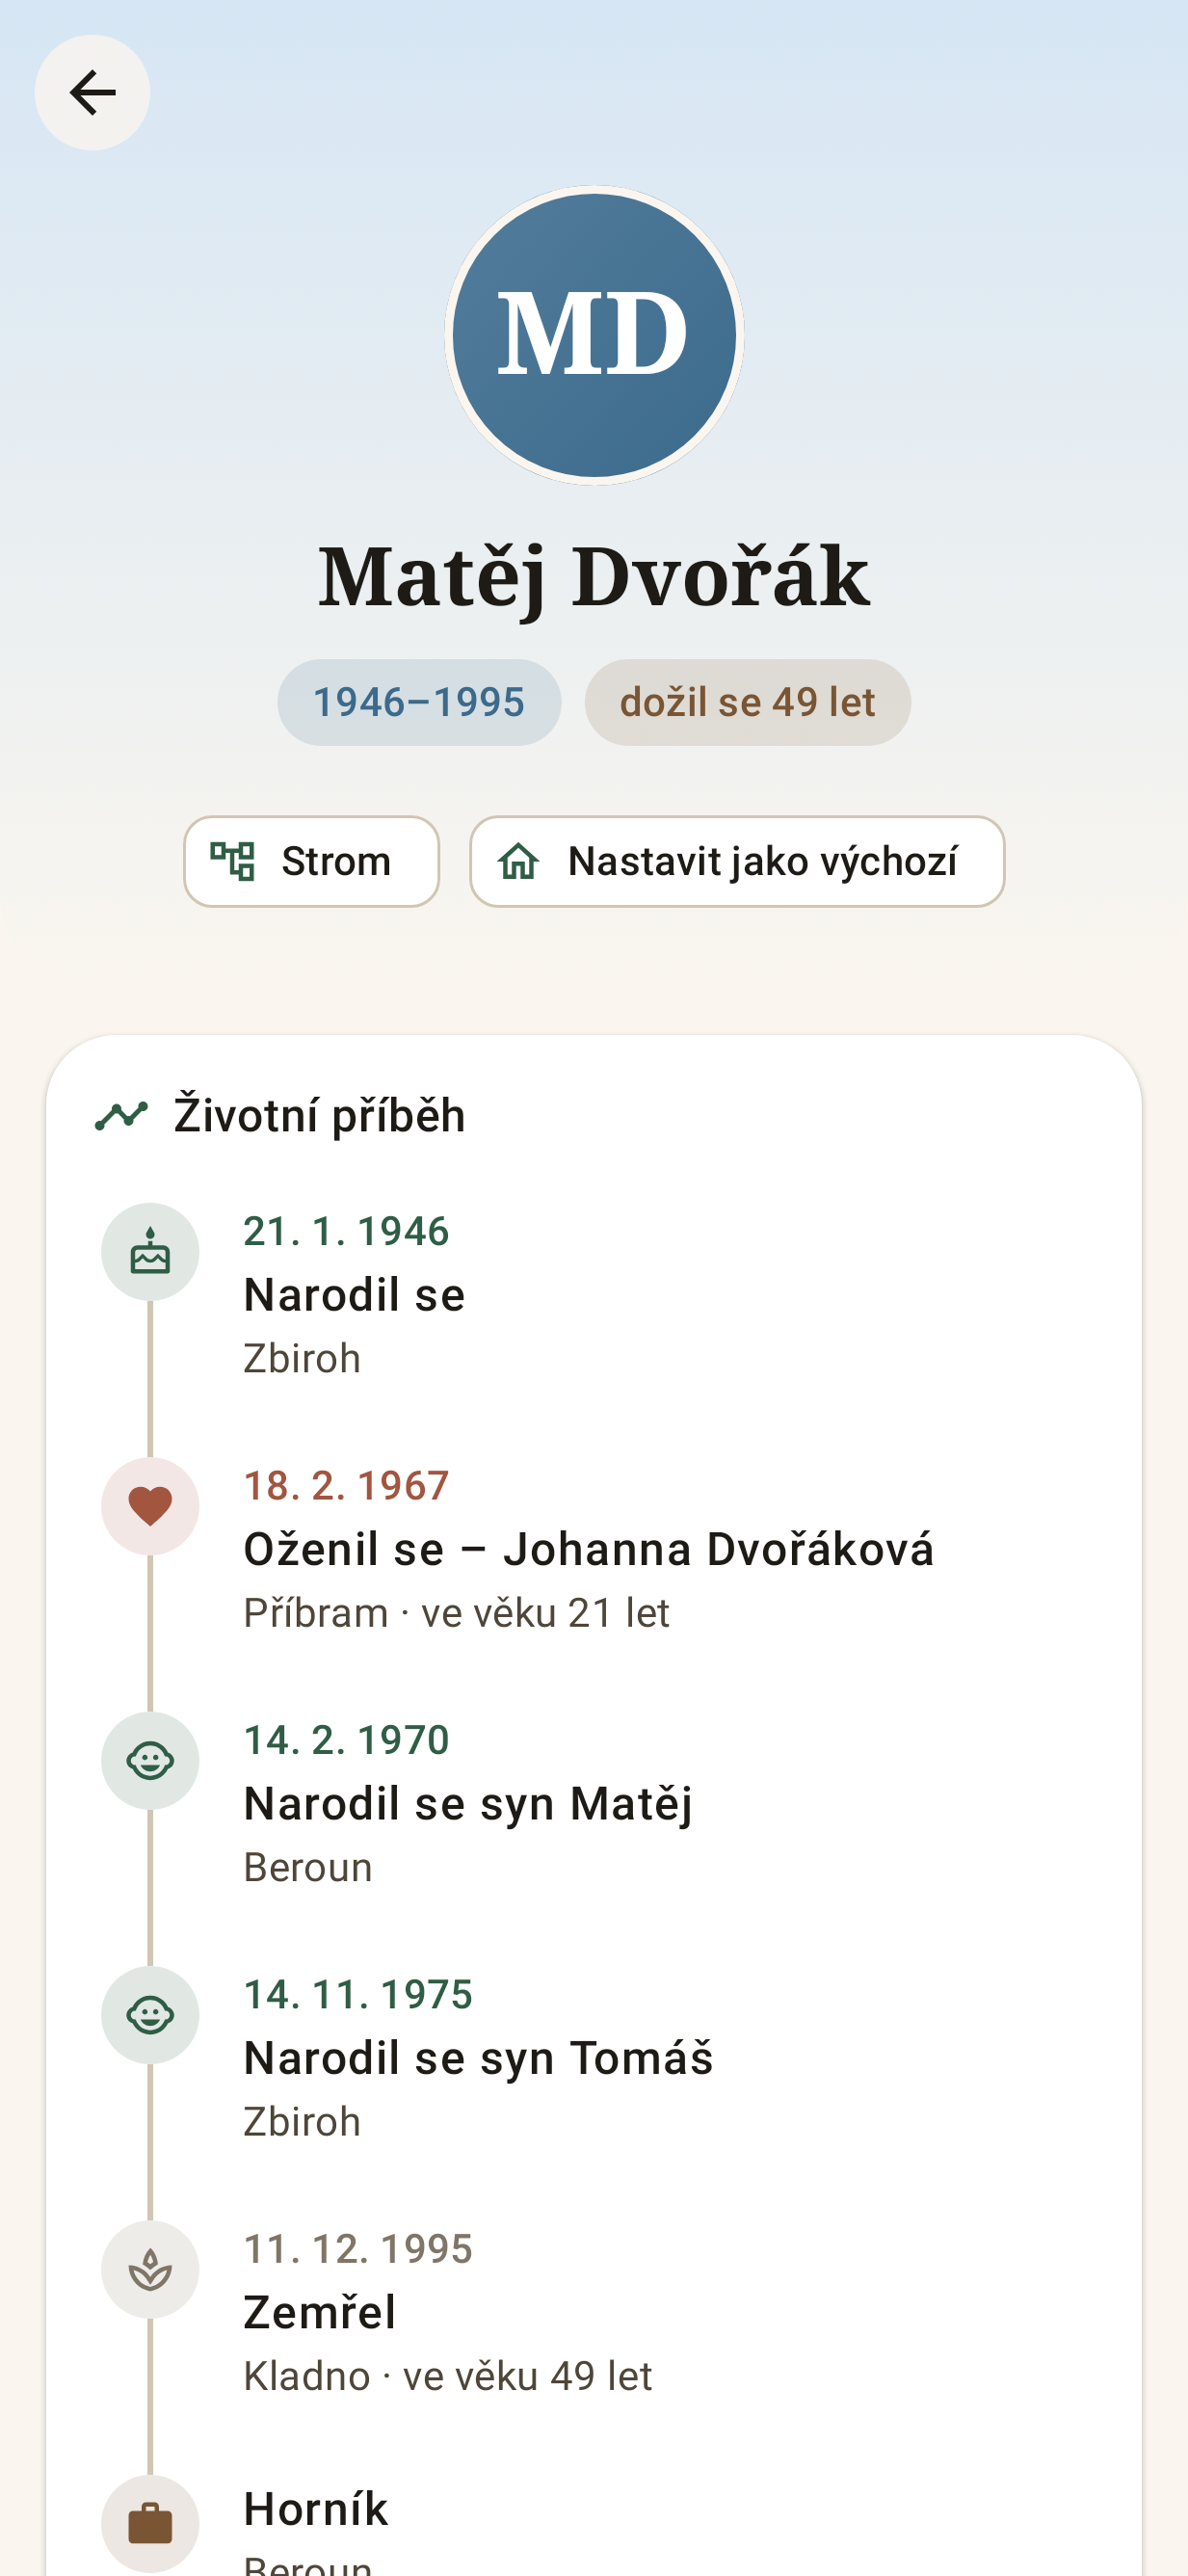 MD
Matěj Dvořák
1946–1995
dožil se 49 let
Strom
Nastavit jako výchozí
Životní příběh
21. 1. 1946
Narodil se
Zbiroh
18. 2. 1967
Oženil se – Johanna Dvořáková
Příbram · ve věku 21 let
14. 2. 1970
Narodil se syn Matěj
Beroun
14. 11. 1975
Narodil se syn Tomáš
Zbiroh
11. 12. 1995
Zemřel
Kladno · ve věku 49 let
Horník
Beroun